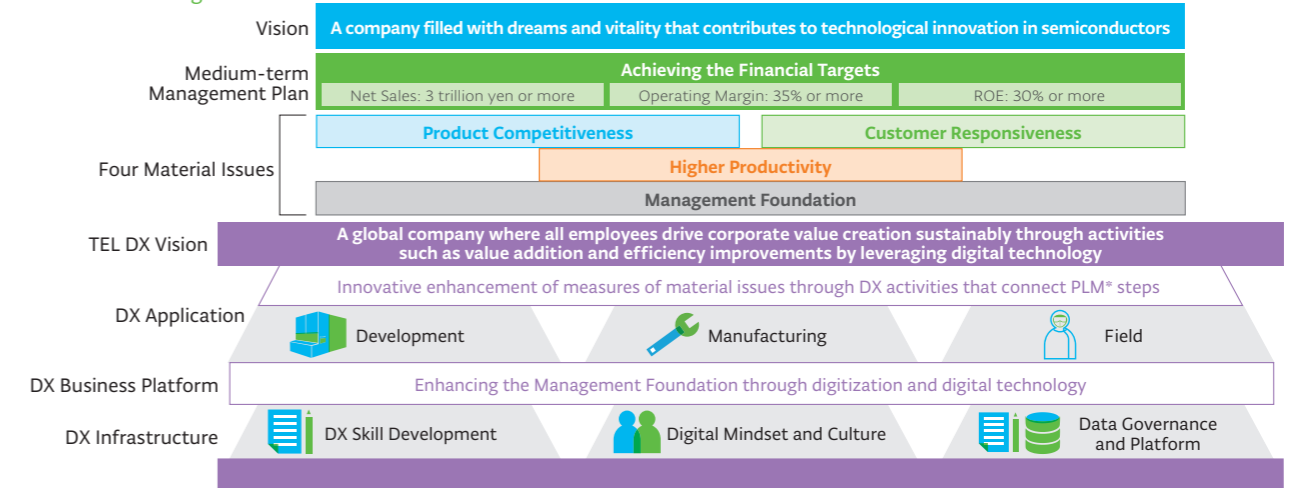 Vision
A company filled with dreams and vitality that contributes to technological innovation in semiconductors
Medium-term
Management Plan
Achieving the Financial Targets
Net Sales: 3 trillion yen or more
Operating Margin: 35% or more
ROE: 30% or more
Four Material Issues
Product Competitiveness
Customer Responsiveness
Higher Productivity
Management Foundation
TEL DX Vision
A global company where all employees drive corporate value creation sustainably through activities
such as value addition and efficiency improvements by leveraging digital technology
Innovative enhancement of measures of material issues through DX activities that connect PLM* steps
DX Application
Development
Manufacturing
Field
DX Business Platform
Enhancing the Management Foundation through digitization and digital technology
DX Infrastructure
DX Skill Development
Digital Mindset and Culture
Data Governance
and Platform